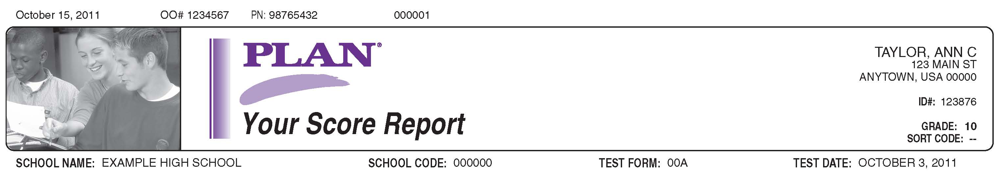 October 15, 2011 OO# 1234567 PN: 98765432 000001
PLAN®
Your Score Report
TAYLOR, ANN C
123 MAIN ST
ANYTOWN, USA 00000
ID#: 123876
GRADE: 10
SORT CODE: --
SCHOOL NAME: EXAMPLE HIGH SCHOOL SCHOOL CODE: 000000 TEST FORM: 00A TEST DATE: OCTOBER 3, 2011